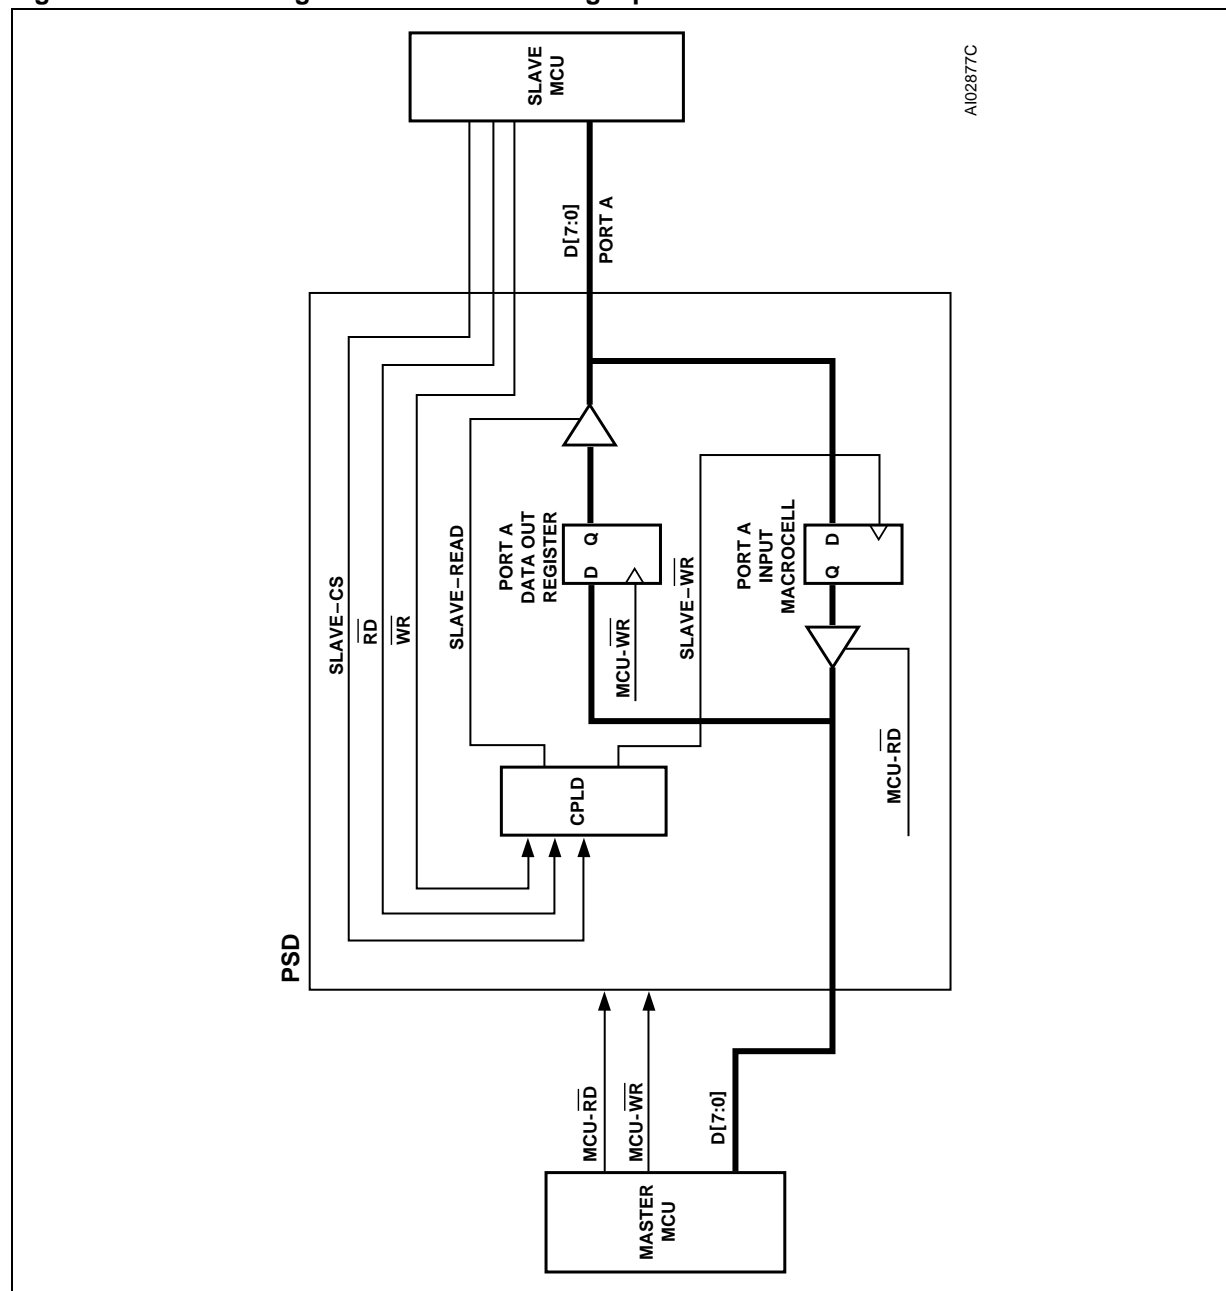 SLAVE
MCU
AI02877C
D[7:0]
PORT A
SLAVE–CS
RD
WR
SLAVE–READ
PORT A
DATA OUT
REGISTER
D Q
MCU-WR
SLAVE–WR
PORT A
INPUT
MACROCELL
Q D
MCU-RD
CPLD
PSD
MCU-RD
MCU-WR
D[7:0]
MASTER
MCU